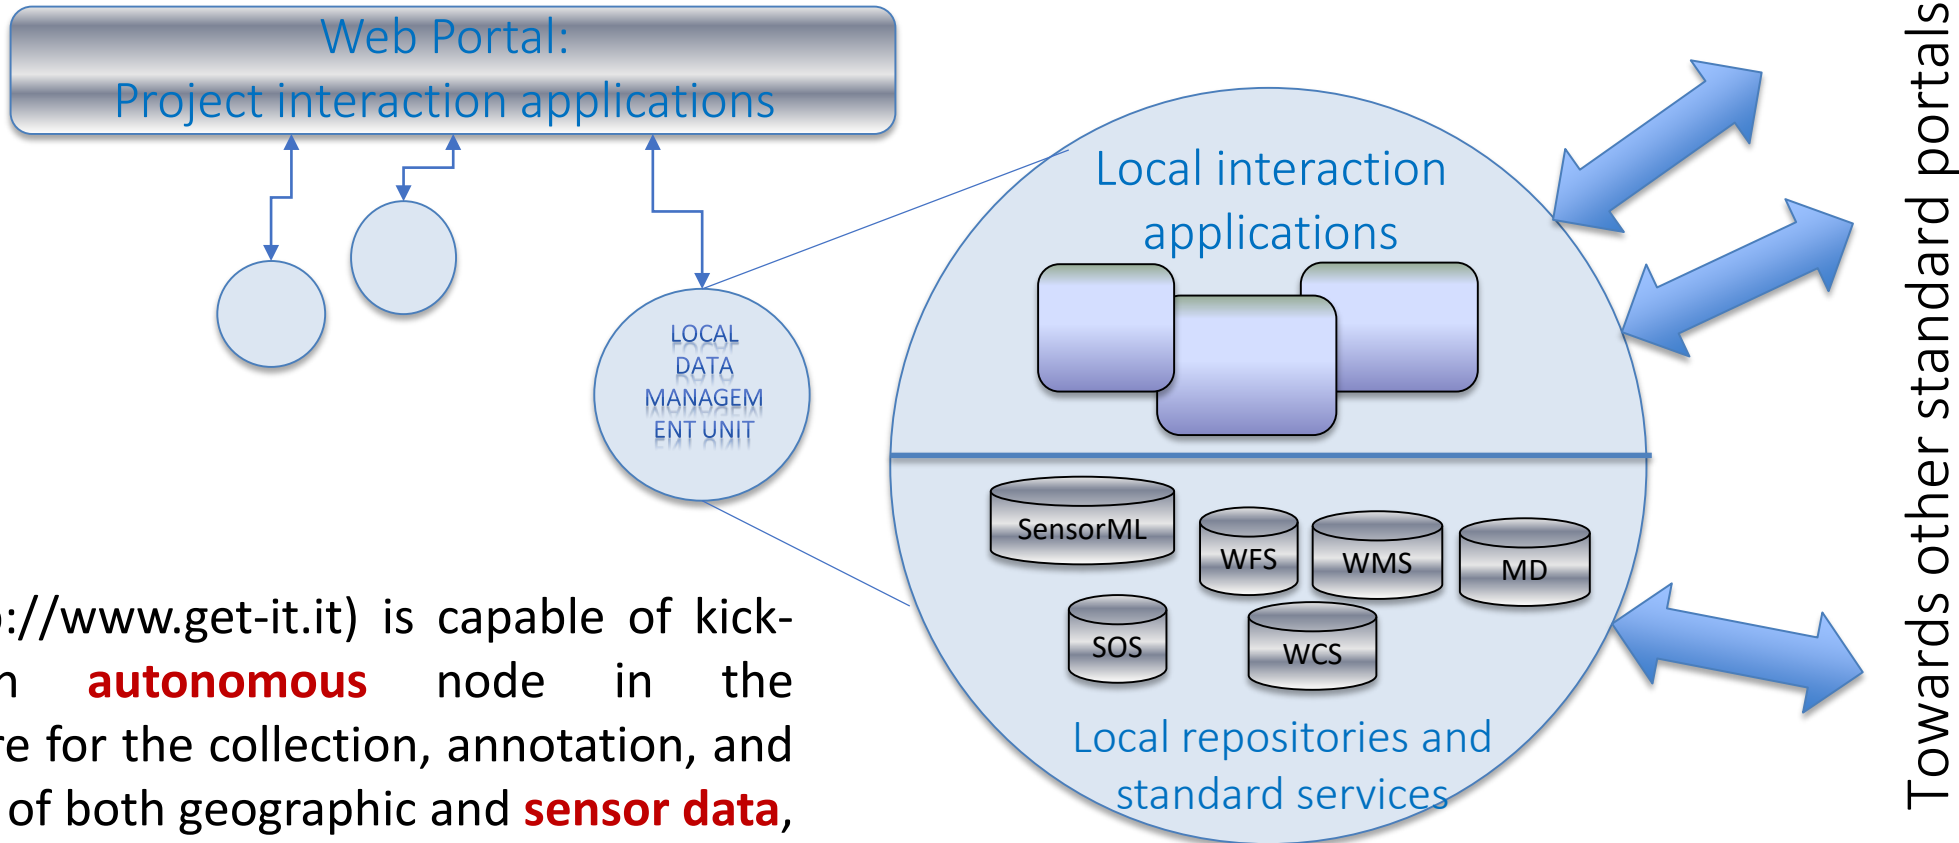 Web Portal:
Project interaction applications
LOCAL
DATA
MANAGEM
ENT UNIT
Local interaction
applications
SensorML
WFS
WMS
MD
SOS
WCS
Local repositories and
standard services
Towards other standard portals
://www.get-it.it) is capable of kick-
autonomous node in the
for the collection, annotation, and
of both geographic and sensor data,